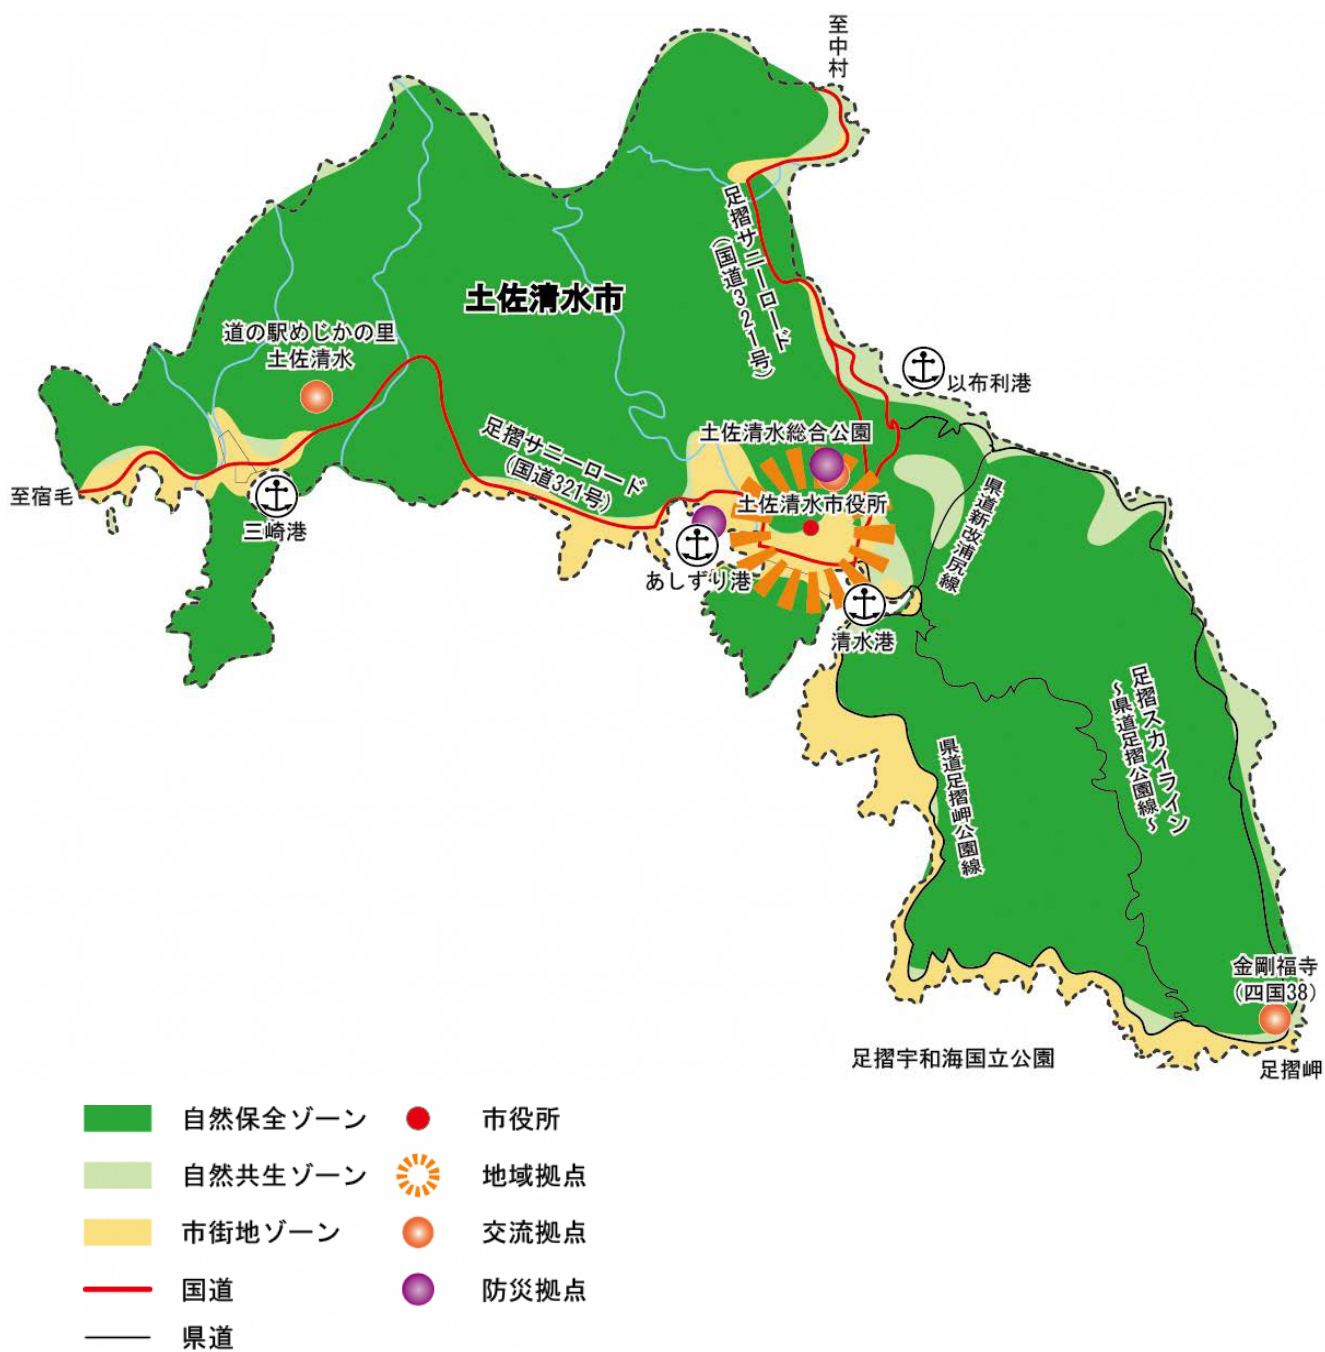 至中村
足摺サニーロード
(国道321号)
土佐清水市
道の駅めじかの里
土佐清水
以布利港
足摺サニーロード
(国道321号)
土佐清水総合公園
至宿毛
土佐清水市役所
県道新改浦尻線
三崎港
あしずり港
清水港
足摺スカイライン
~県道足摺公園線~
県道足摺岬公園線
金剛福寺
(四国38)
足摺宇和海国立公園
足摺岬
自然保全ゾーン
市役所
自然共生ゾーン
地域拠点
市街地ゾーン
交流拠点
国道
防災拠点
県道